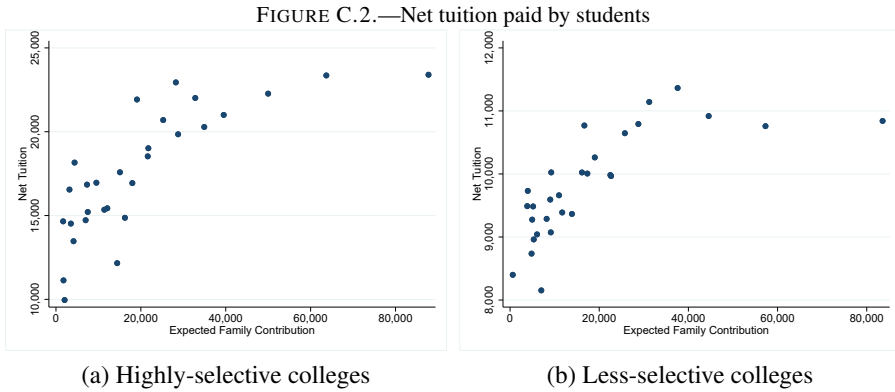 FIGURE C.2.—Net tuition paid by students
25,000
20,000
15,000
10,000
Net Tuition
0 20,000 40,000 60,000 80,000
Expected Family Contribution
(a) Highly-selective colleges
12,000
11,000
10,000
9,000
8,000
Net Tuition
0 20,000 40,000 60,000 80,000
Expected Family Contribution
(b) Less-selective colleges